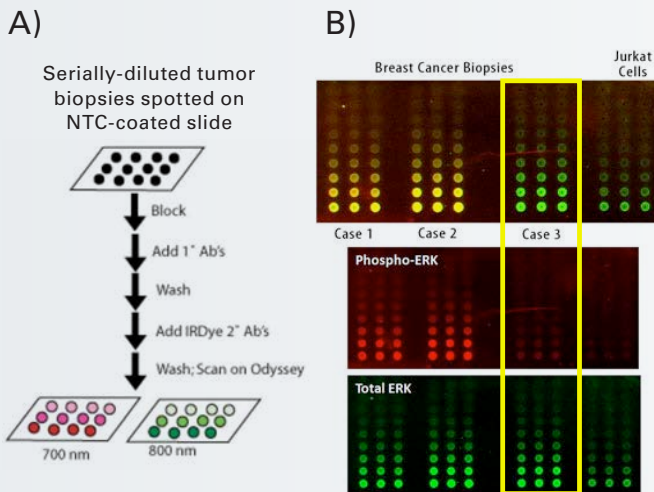 A)
Serially-diluted tumor
biopsies spotted on
NTC-coated slide
Block
Add 1° Ab's
Wash
Add IRDye 2° Ab's
Wash; Scan on Odyssey
700 nm
800 nm
B)
Breast Cancer Biopsies
Jurkat
Cells
Case 1
Case 2
Case 3
Phospho-ERK
Total ERK